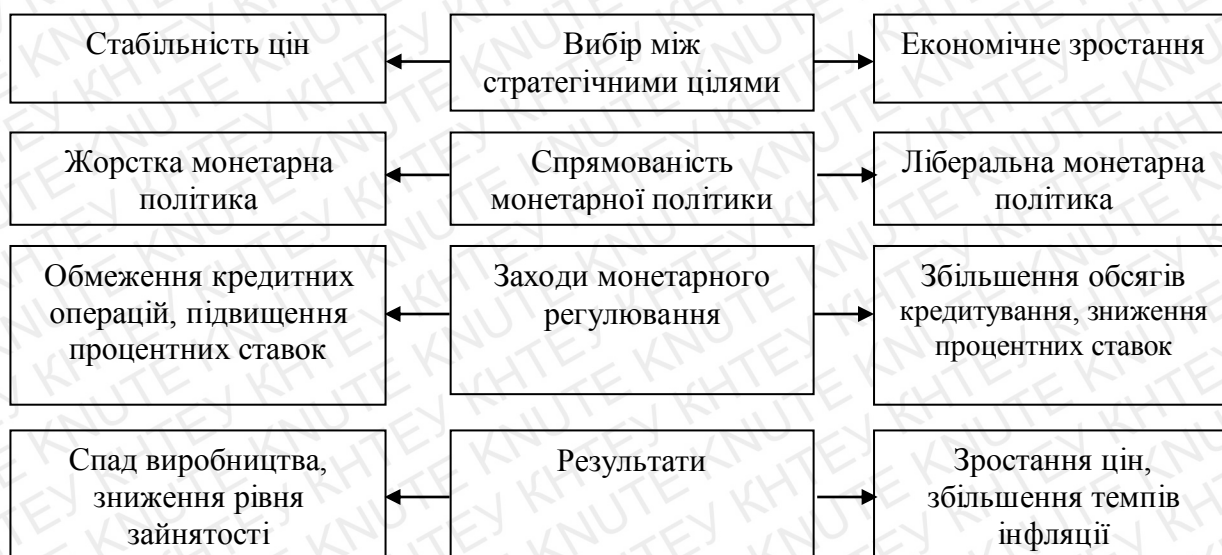 Стабільність цін
Вибір між
стратегічними цілями
Економічне зростання
Жорстка монетарна
політика
Спрямованість
монетарної політики
Ліберальна монетарна
політика
Обмеження кредитних
операцій, підвищення
процентних ставок
Заходи монетарного
регулювання
Збільшення обсягів
кредитування, зниження
процентних ставок
Спад виробництва,
зниження рівня
зайнятості
Результати
Зростання цін,
збільшення темпів
інфляції